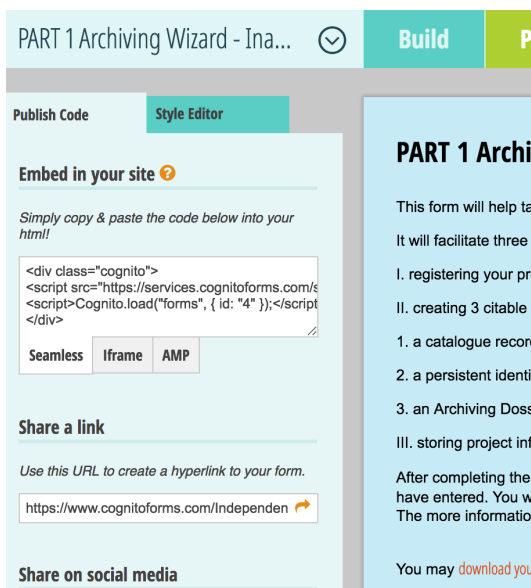 PART 1 Archiving Wizard - Ina...
Build
P
Publish Code
Style Editor
Embed in your site ?
Simply copy & paste the code below into your
html!
<div class="cognito">
<script src="https://services.cognitoforms.com/s
<script>Cognito.load("forms", { id: "4" });</script
</div>
Seamless
Iframe
AMP
Share a link
Use this URL to create a hyperlink to your form.
https://www.cognitoforms.com/Independen
Share on social media
PART 1 Archi
This form will help ta
It will facilitate three
I. registering your pr
II. creating 3 citable
1. a catalogue recor
2. a persistent identi
3. an Archiving Doss
III. storing project inf
After completing the
have entered. You w
The more informatio
You may download you